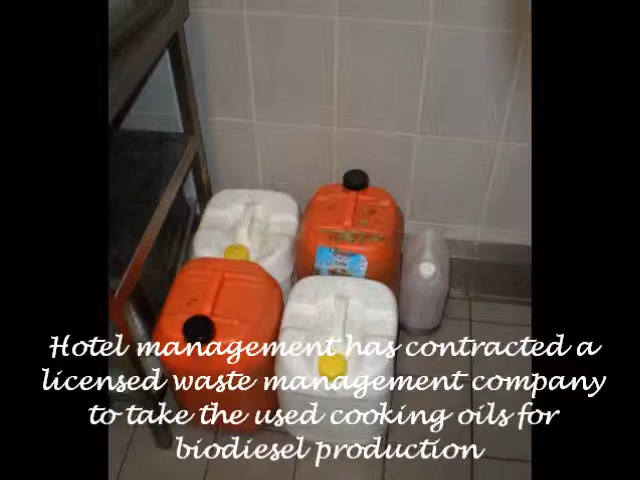 Hotel management has contracted a
licensed waste management company
to take the used cooking oils for
biodiesel production